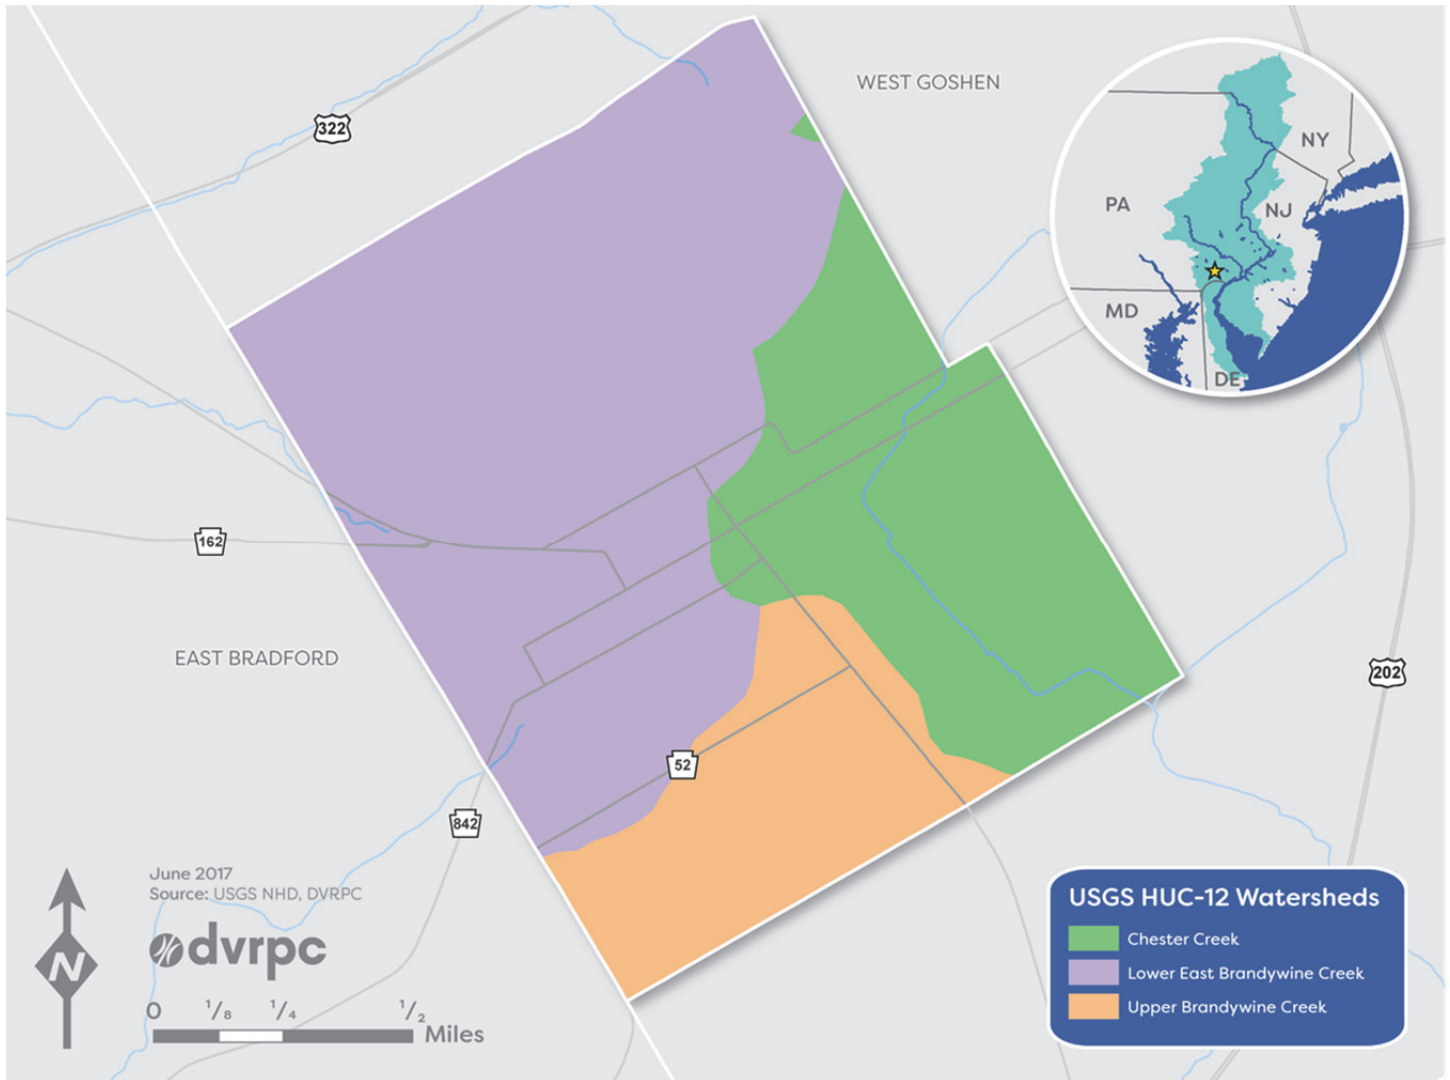 WEST GOSHEN
322
NY
PA
NJ
MD
DE
162
EAST BRADFORD
202
52
842
June 2017
Source: USGS NHD, DVRPC
dvrpc
N
0 1/8 1/4 1/2
Miles
USGS HUC-12 Watersheds
Chester Creek
Lower East Brandywine Creek
Upper Brandywine Creek